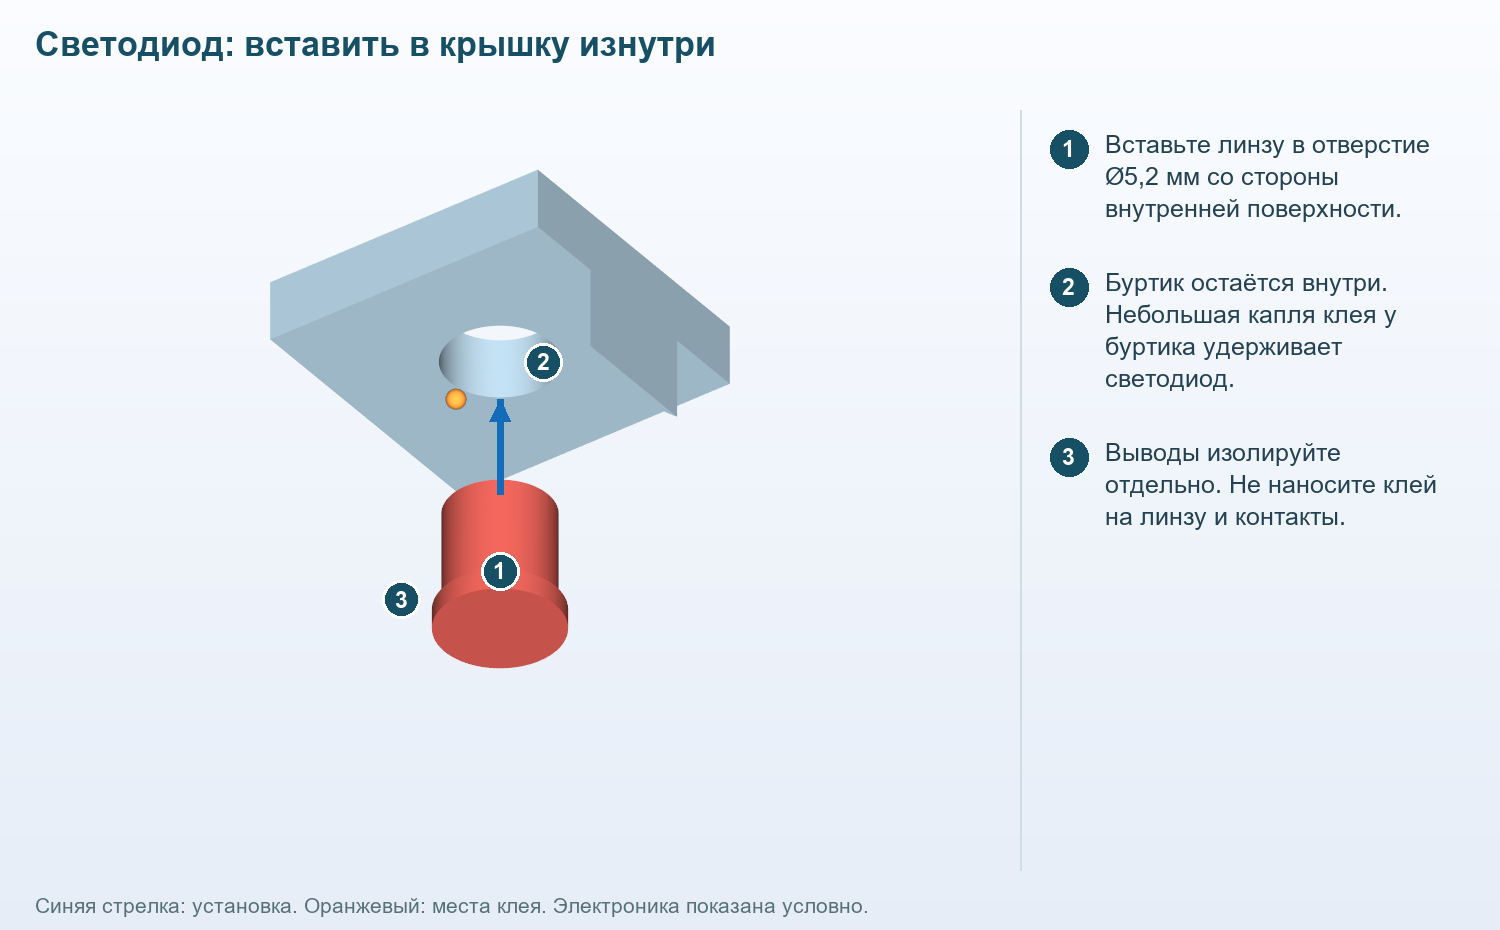 Светодиод: вставить в крышку изнутри
2
1
3
1
Вставьте линзу в отверстие
Ø5,2 мм со стороны
внутренней поверхности.
2
Буртик остаётся внутри.
Небольшая капля клея у
буртика удерживает
светодиод.
3
Выводы изолируйте
отдельно. Не наносите клей
на линзу и контакты.
Синяя стрелка: установка. Оранжевый: места клея. Электроника показана условно.